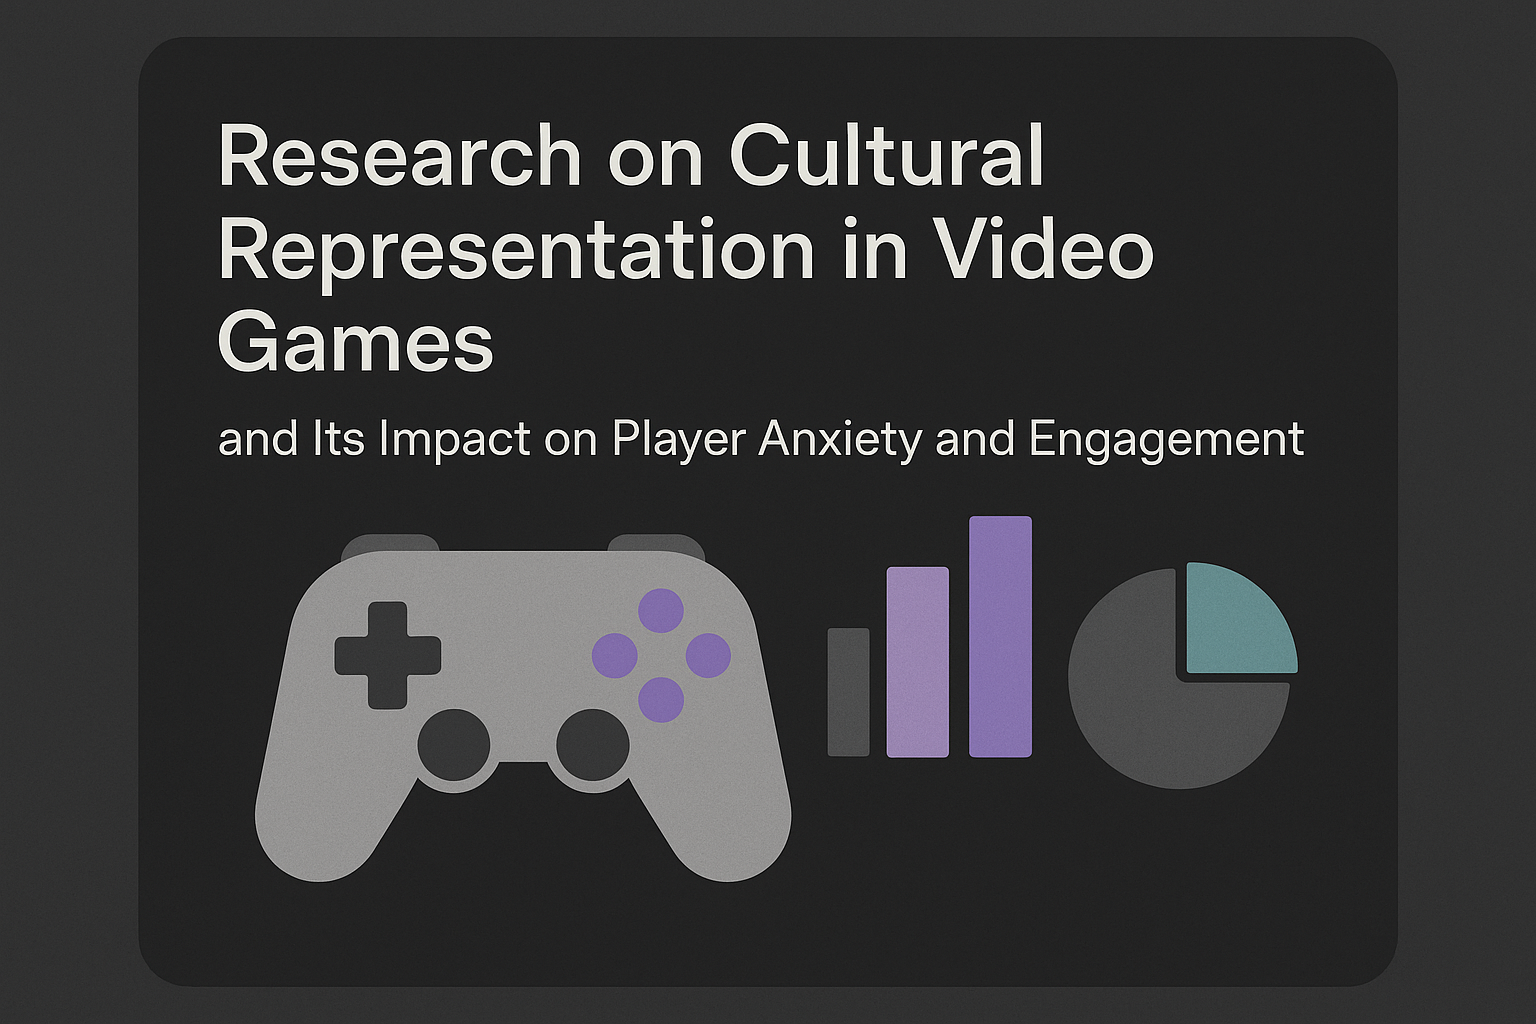 Research on Cultural
Representation in Video
Games
and Its Impact on Player Anxiety and Engagement